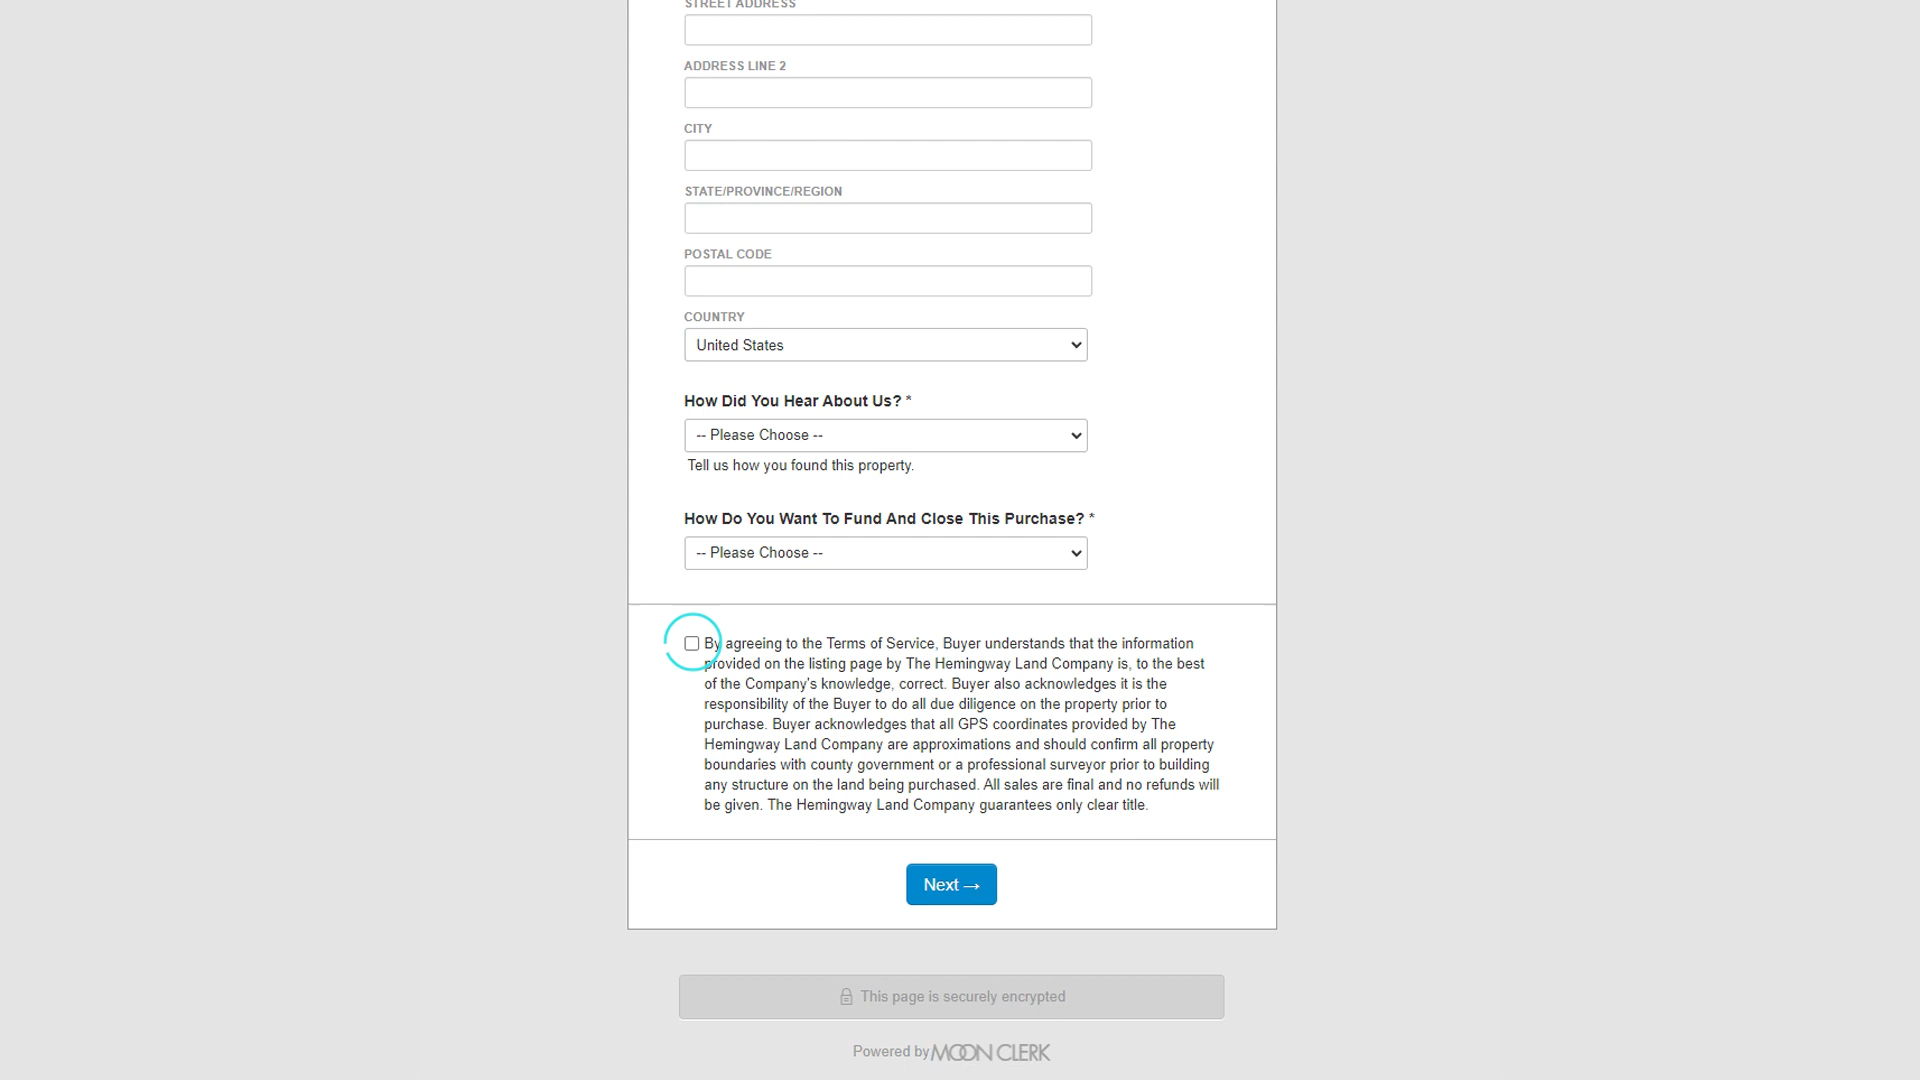 STREET ADDRESS
ADDRESS LINE 2
CITY
STATE/PROVINCE/REGION
POSTAL CODE
COUNTRY
United States
How Did You Hear About Us? *
-- Please Choose --
Tell us how you found this property.
How Do You Want To Fund And Close This Purchase? *
-- Please Choose --
By agreeing to the Terms of Service, Buyer understands that the information
provided on the listing page by The Hemingway Land Company is, to the best
of the Company's knowledge, correct. Buyer also acknowledges it is the
responsibility of the Buyer to do all due diligence on the property prior to
purchase. Buyer acknowledges that all GPS coordinates provided by The
Hemingway Land Company are approximations and should confirm all property
boundaries with county government or a professional surveyor prior to building
any structure on the land being purchased. All sales are final and no refunds will
be given. The Hemingway Land Company guarantees only clear title.
Next →
This page is securely encrypted
Powered by MOON CLERK